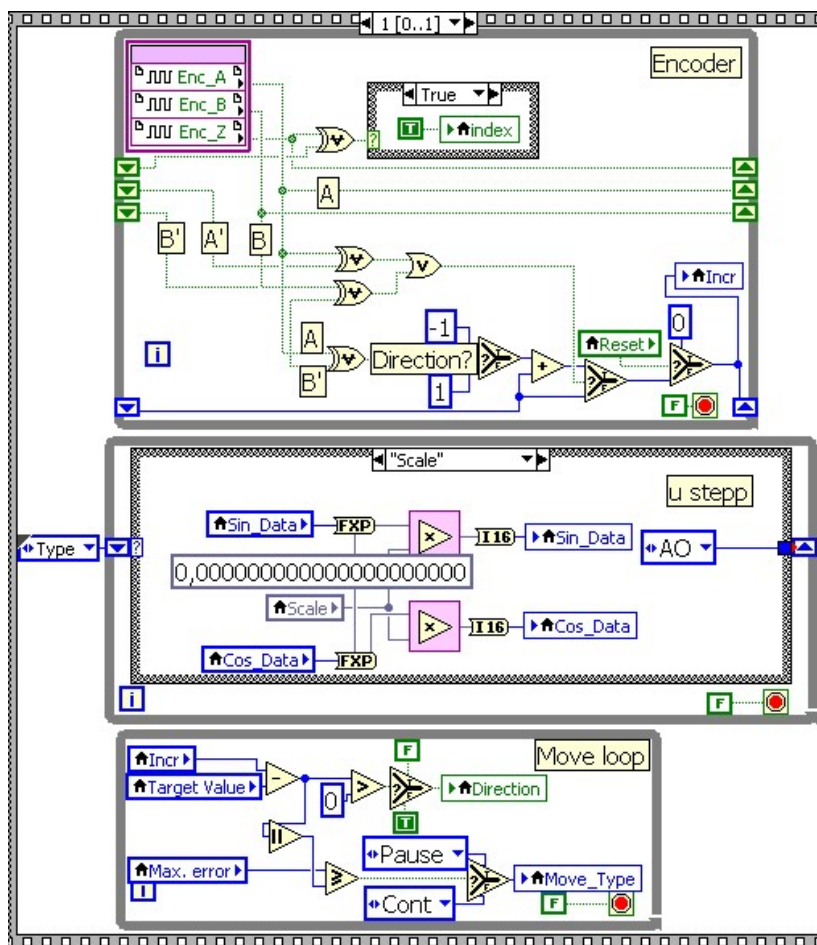 1 [0..1]
Encoder
Enc_A
Enc_B
Enc_Z
True
T
index
?
A
B'
A'
B
Incr
-1
0
A
Direction?
Reset
i
B'
1
F
"Scale"
u stepp
Type
?
Sin_Data
FXP
I16
Sin_Data
AO
0,0000000000000000000000
Scale
I16
Cos_Data
Cos_Data
FXP
i
F
Move loop
Incr
F
Target Value
0
Direction
T
Pause
Max. error
Move_Type
i
Cont
F